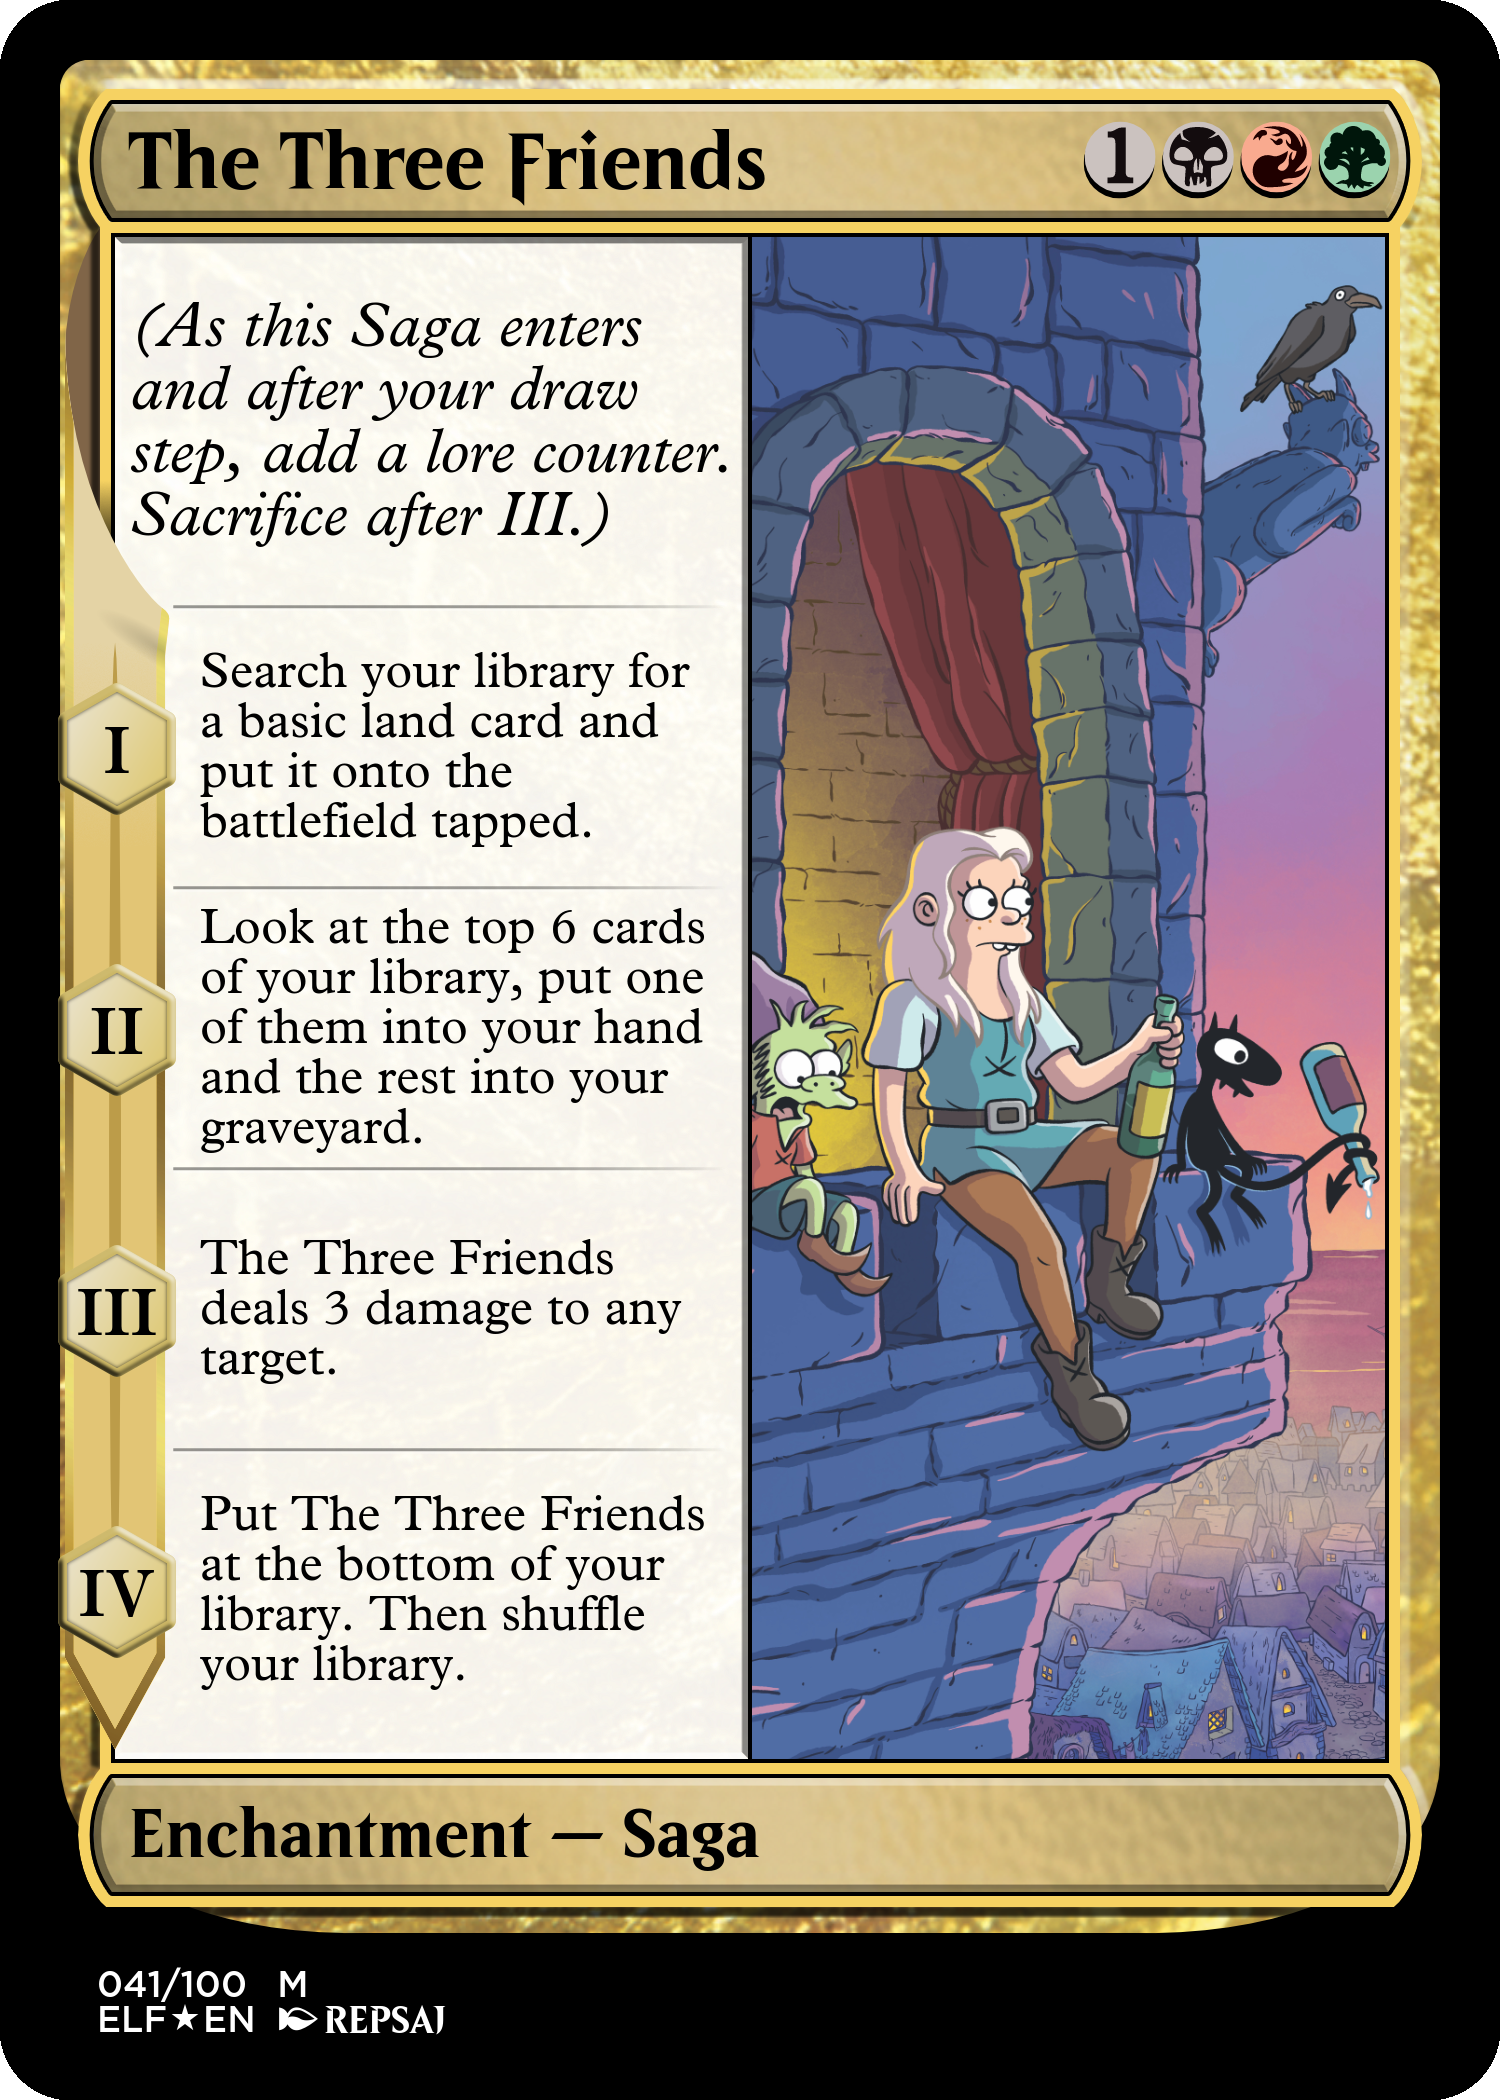 The Three Friends 1
(As this Saga enters
and after your draw
step, add a lore counter.
Sacrifice after III.)
I
Search your library for
a basic land card and
put it onto the
battlefield tapped.
II
Look at the top 6 cards
of your library, put one
of them into your hand
and the rest into your
graveyard.
III
The Three Friends
deals 3 damage to any
target.
IV
Put The Three Friends
at the bottom of your
library. Then shuffle
your library.
Enchantment — Saga
041/100 M
ELF★EN REPSAJ